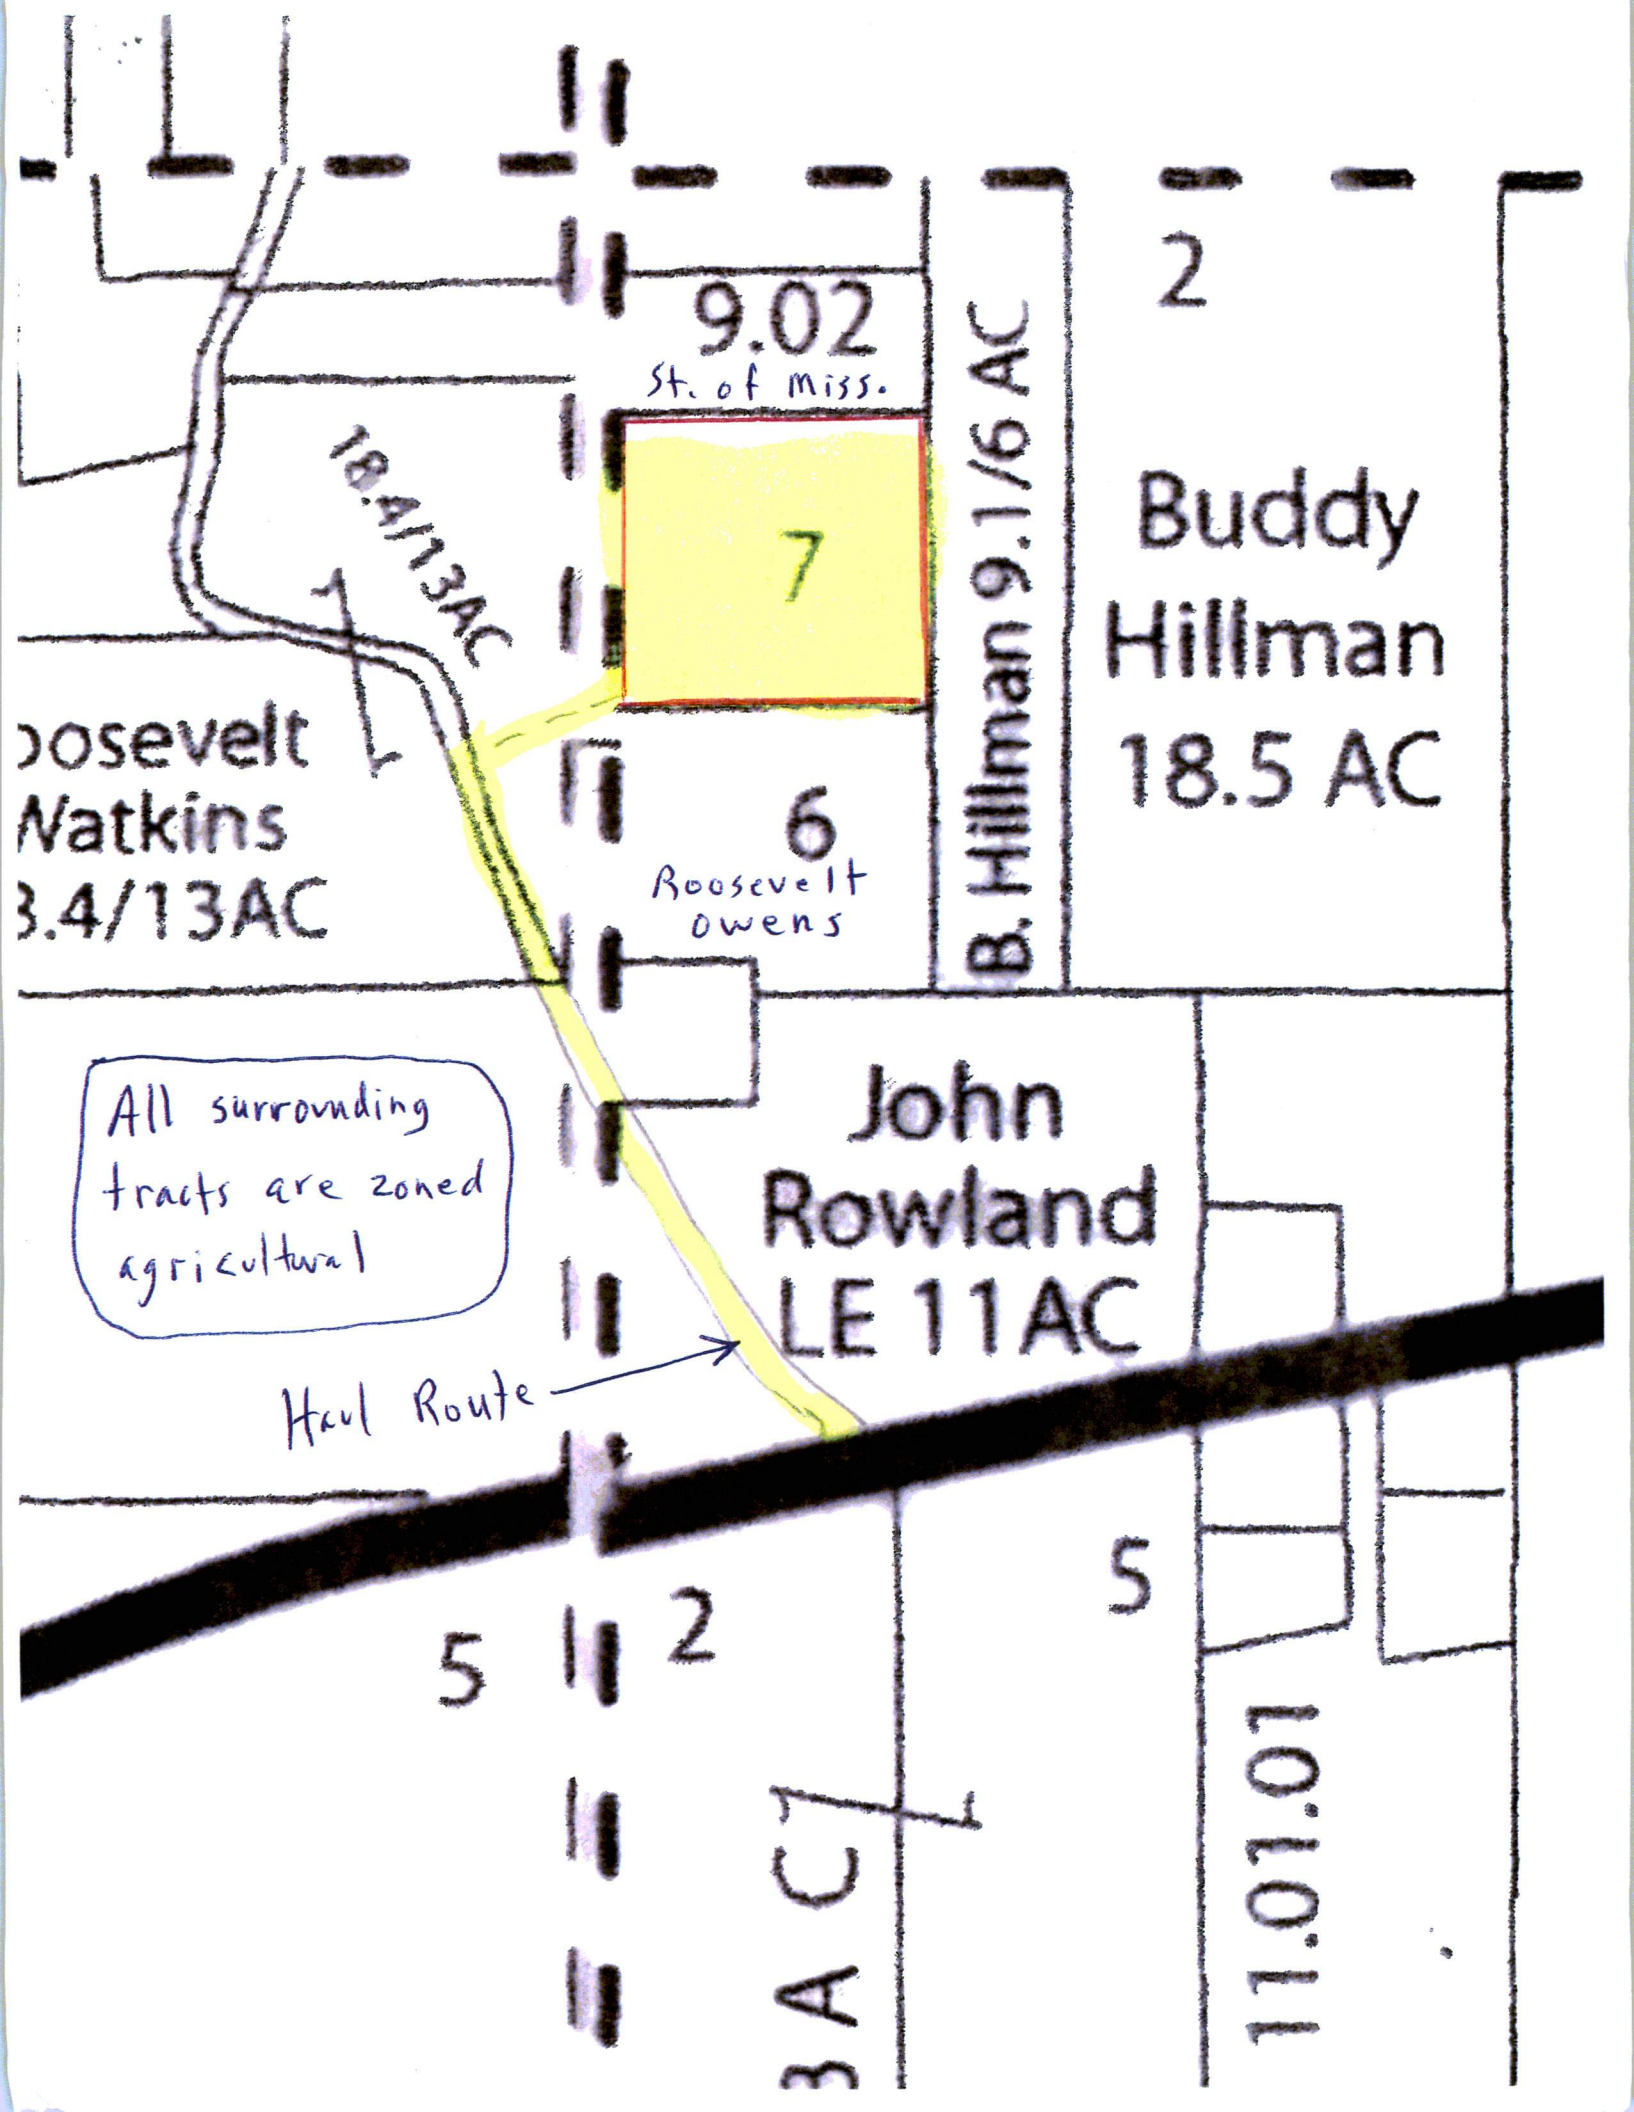 2
9.02
St. of Miss.
18.4/13AC
7
B. Hillman 9.1/6 AC
Buddy
Hillman
18.5 AC
oosevelt
Watkins
3.4/13AC
6
Roosevelt
Owens
All surrounding
tracts are zoned
agricultural
John
Rowland
LE 11AC
Haul Route
5
2
5
3 A C
11.01.01